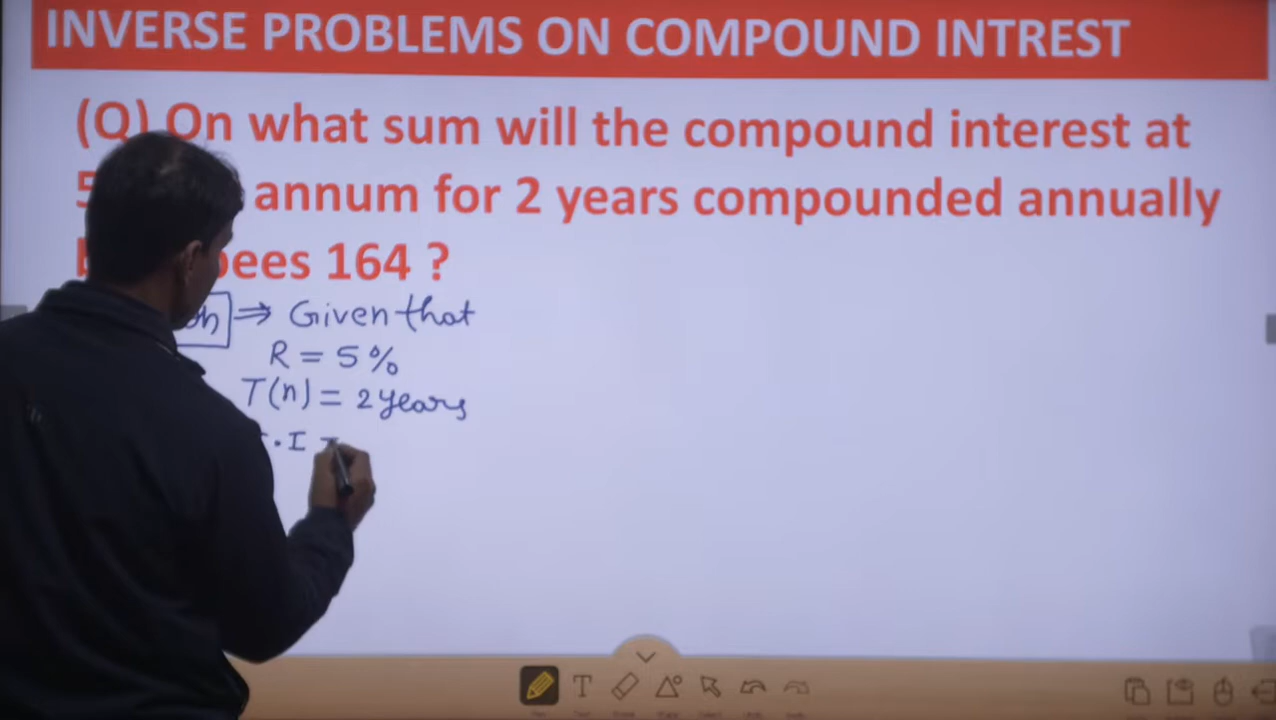 INVERSE PROBLEMS ON COMPOUND INTREST
(Q) On what sum will the compound interest at
annum for 2 years compounded annually
164 ?
⇒ Given that
R = 5 %
T(n) = 2 years
.I =